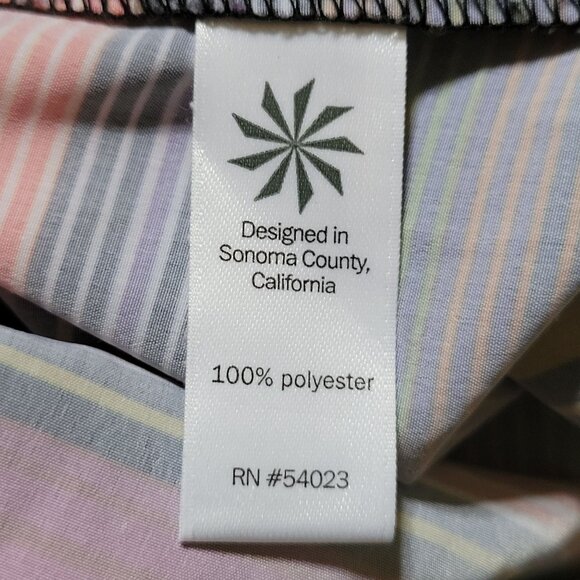 Designed in
Sonoma County,
California
100% polyester
RN #54023